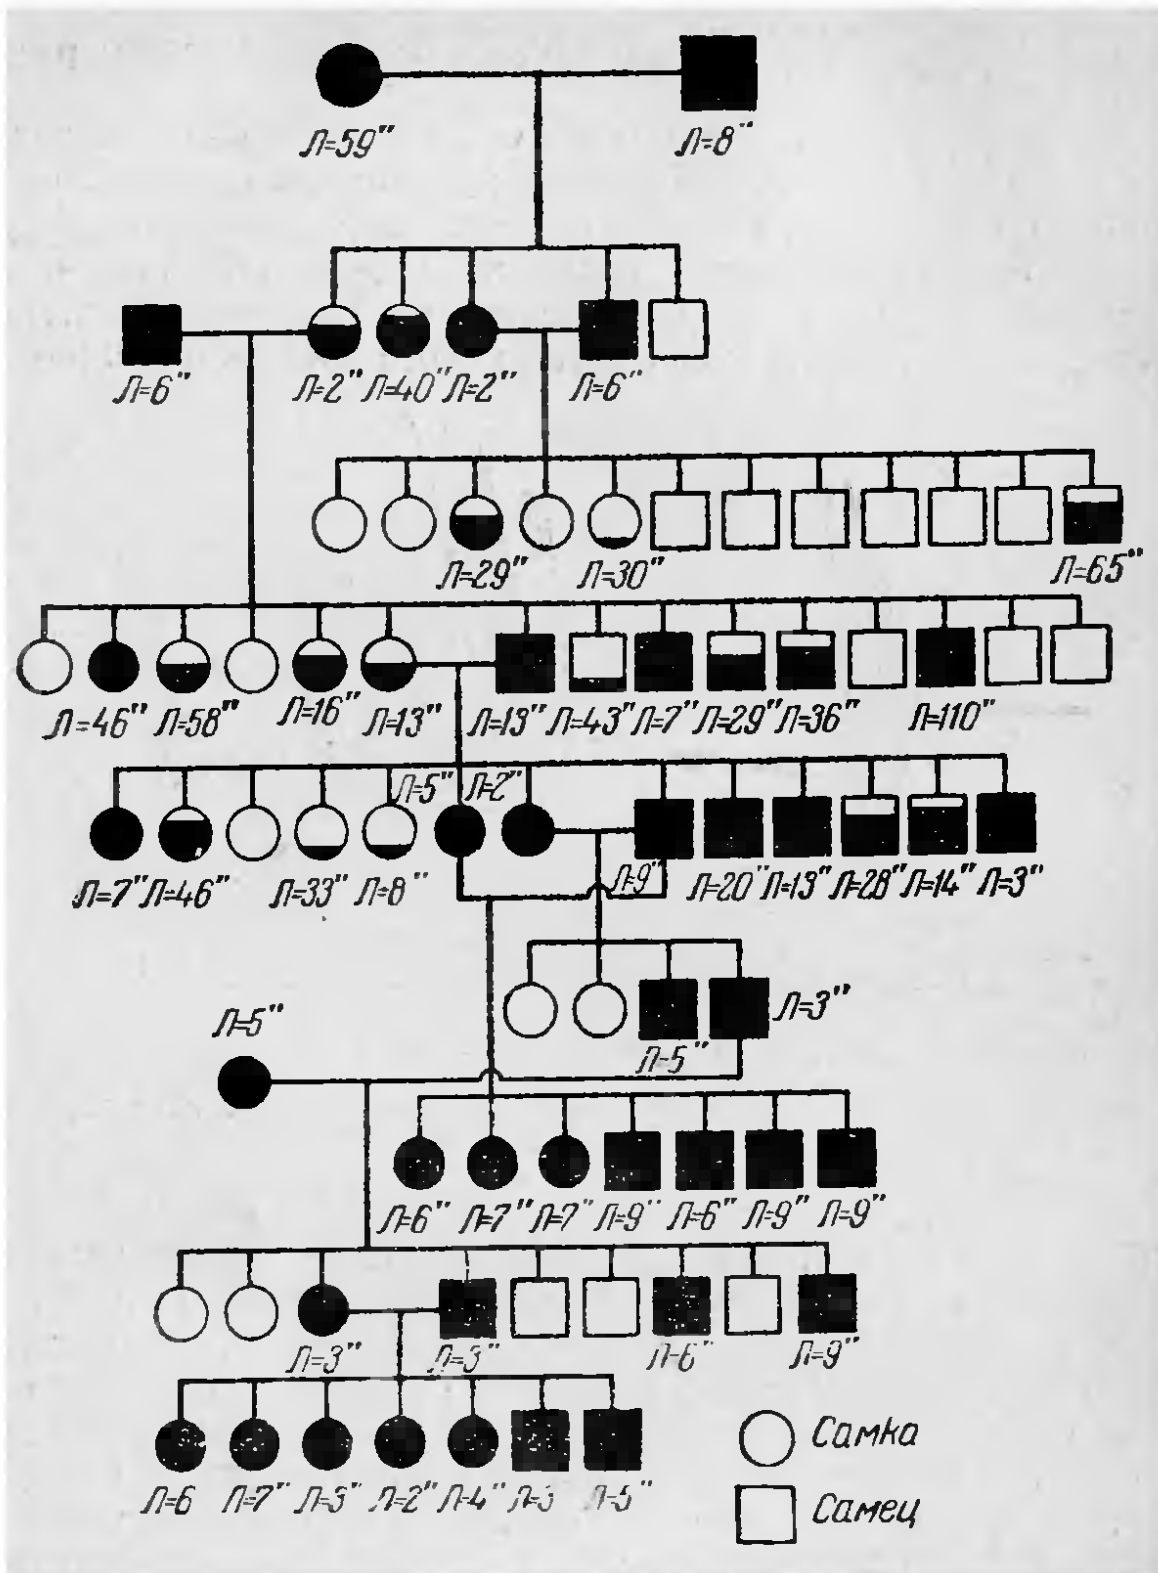 Л=59" Л=8"
Л=6" Л=2" Л=40" Л=2" Л=6"
Л=29" Л=30" Л=65"
Л=46" Л=58" Л=16" Л=13" Л=13" Л=43" Л=7" Л=29" Л=36" Л=110"
Л=5" Л=2"
Л=7" Л=46" Л=33" Л=8" Л=9" Л=20" Л=13" Л=28" Л=14" Л=3"
Л=3"
Л=5" Л=5"
Л=6" Л=7" Л=7" Л=9" Л=6" Л=9" Л=9"
Л=3" Л=3" Л=6" Л=9"
Л=6 Л=7" Л=3" Л=2" Л=4"
Самка
Самец